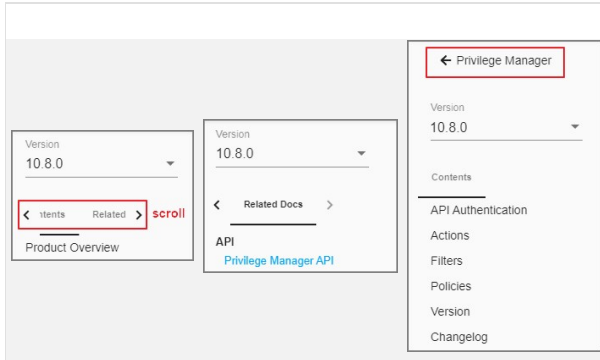 Version
10.8.0
ntents Related scroll
Product Overview
Version
10.8.0
Related Docs
API
Privilege Manager API
← Privilege Manager
Version
10.8.0
Contents
API Authentication
Actions
Filters
Policies
Version
Changelog